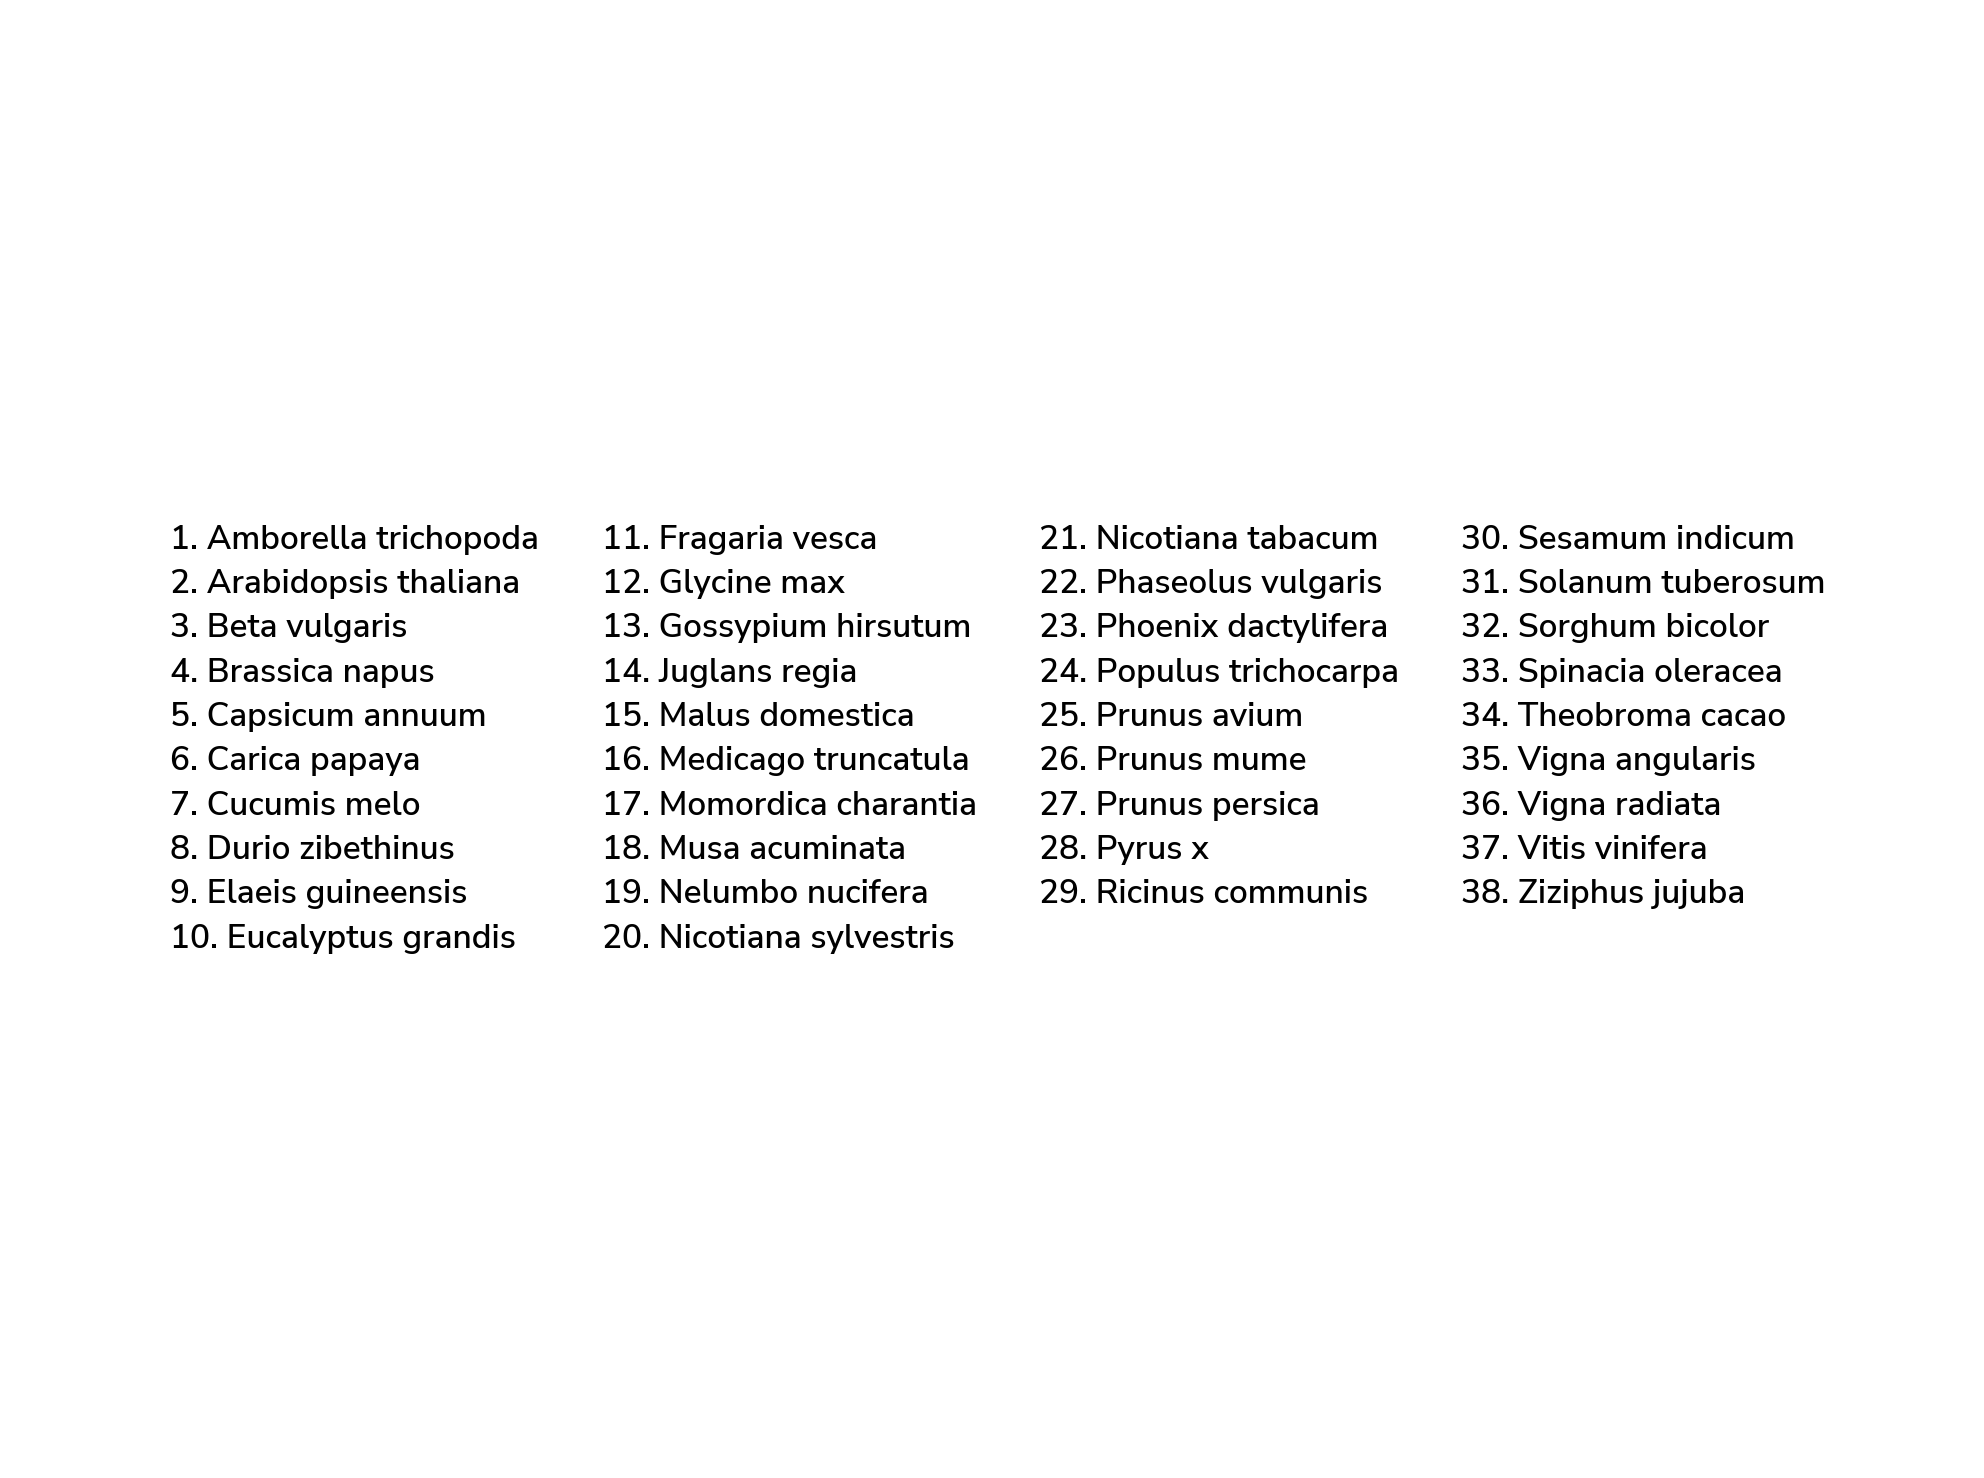 1. Amborella trichopoda
2. Arabidopsis thaliana
3. Beta vulgaris
4. Brassica napus
5. Capsicum annuum
6. Carica papaya
7. Cucumis melo
8. Durio zibethinus
9. Elaeis guineensis
10. Eucalyptus grandis
11. Fragaria vesca
12. Glycine max
13. Gossypium hirsutum
14. Juglans regia
15. Malus domestica
16. Medicago truncatula
17. Momordica charantia
18. Musa acuminata
19. Nelumbo nucifera
20. Nicotiana sylvestris
21. Nicotiana tabacum
22. Phaseolus vulgaris
23. Phoenix dactylifera
24. Populus trichocarpa
25. Prunus avium
26. Prunus mume
27. Prunus persica
28. Pyrus x
29. Ricinus communis
30. Sesamum indicum
31. Solanum tuberosum
32. Sorghum bicolor
33. Spinacia oleracea
34. Theobroma cacao
35. Vigna angularis
36. Vigna radiata
37. Vitis vinifera
38. Ziziphus jujuba